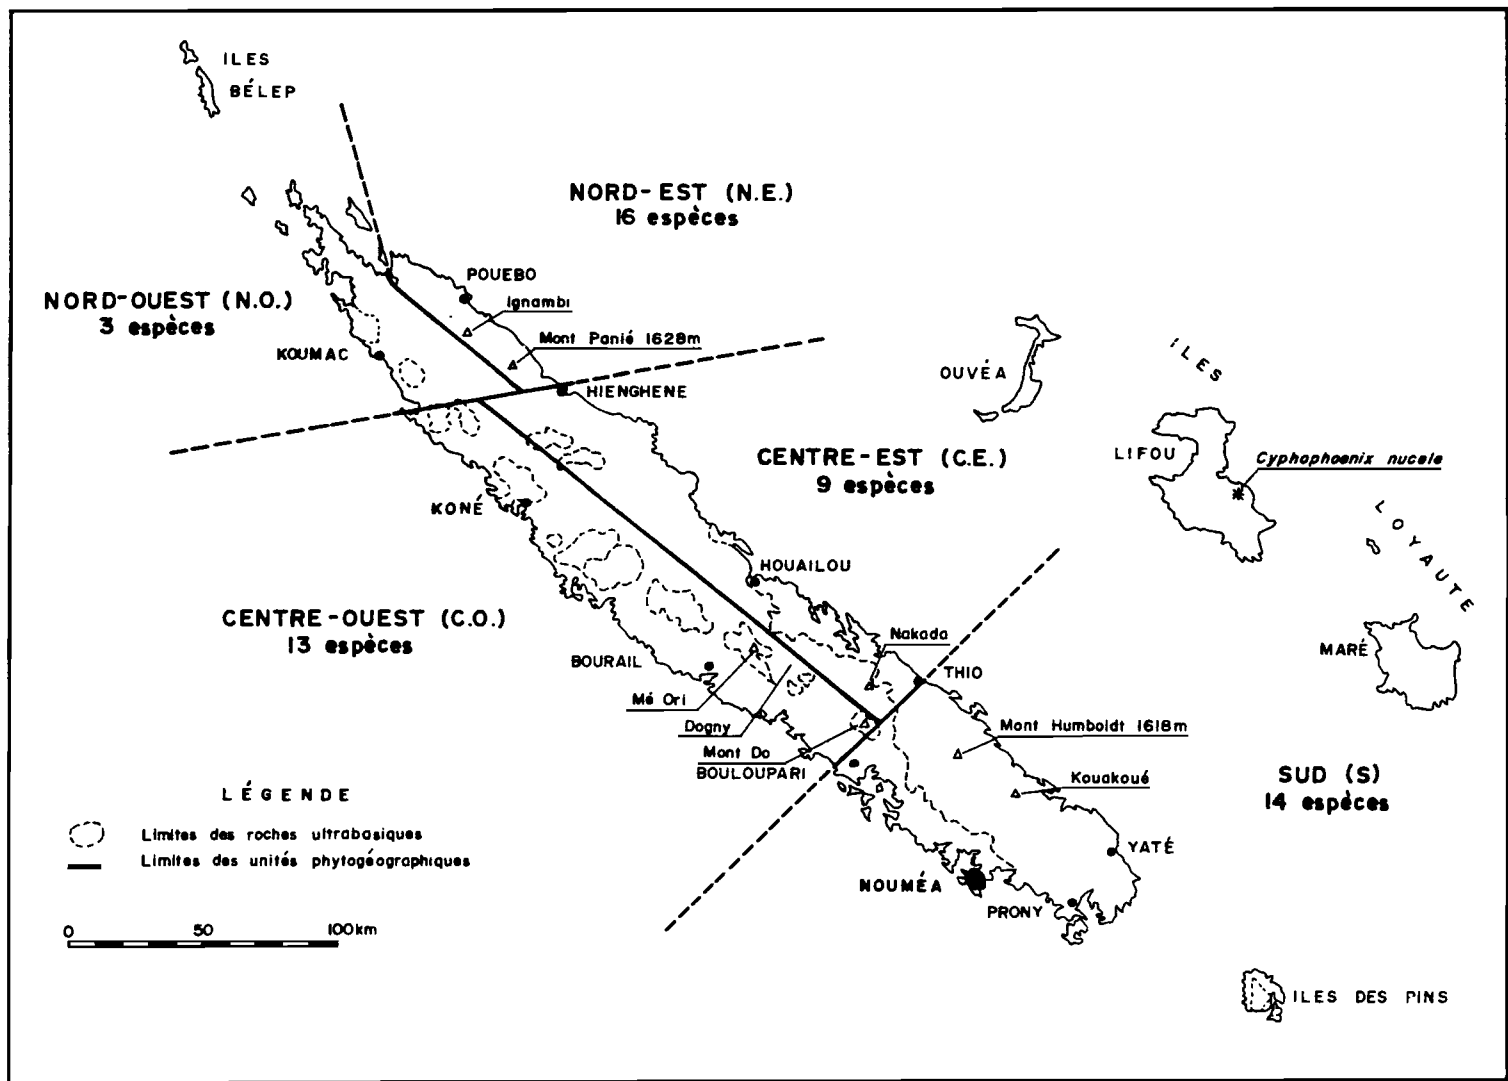 ILES
BÉLEP
NORD-EST (N.E.)
16 espèces
POUEBO
Ignambi
NORD-OUEST (N.O.)
3 espèces
Mont Panié 1628m
KOUMAC
HIENGHENE
OUVÉA
ILES
LOYAUTE
LIFOU
Cyphophoenix nucele
CENTRE-EST (C.E.)
9 espèces
KONÉ
HOUAILOU
CENTRE-OUEST (C.O.)
13 espèces
Nakada
BOURAIL
THIO
MARÉ
Mé Ori
Dogny
Mont Do
BOULOUPARI
Mont Humboldt 1618m
Kouakoué
SUD (S)
14 espèces
LÉGENDE
Limites des roches ultrabasiques
Limites des unités phytogéographiques
YATÉ
NOUMÉA
PRONY
0 50 100km
ILES DES PINS